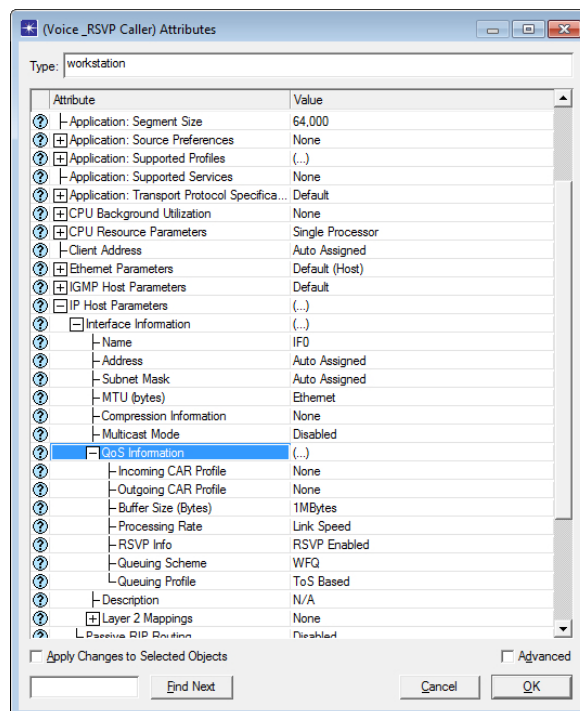 (Voice _RSVP Caller) Attributes
Type: workstation
Attribute Value
Application: Segment Size 64,000
Application: Source Preferences None
Application: Supported Profiles (...)
Application: Supported Services None
Application: Transport Protocol Specifica... Default
CPU Background Utilization None
CPU Resource Parameters Single Processor
Client Address Auto Assigned
Ethernet Parameters Default (Host)
IGMP Host Parameters Default
IP Host Parameters (...)
Interface Information (...)
Name IF0
Address Auto Assigned
Subnet Mask Auto Assigned
MTU (bytes) Ethernet
Compression Information None
Multicast Mode Disabled
QoS Information (...)
Incoming CAR Profile None
Outgoing CAR Profile None
Buffer Size (Bytes) 1MBytes
Processing Rate Link Speed
RSVP Info RSVP Enabled
Queuing Scheme WFQ
Queuing Profile ToS Based
Description N/A
Layer 2 Mappings None
Passive RIP Routing Disabled
Apply Changes to Selected Objects Advanced
Find Next Cancel OK